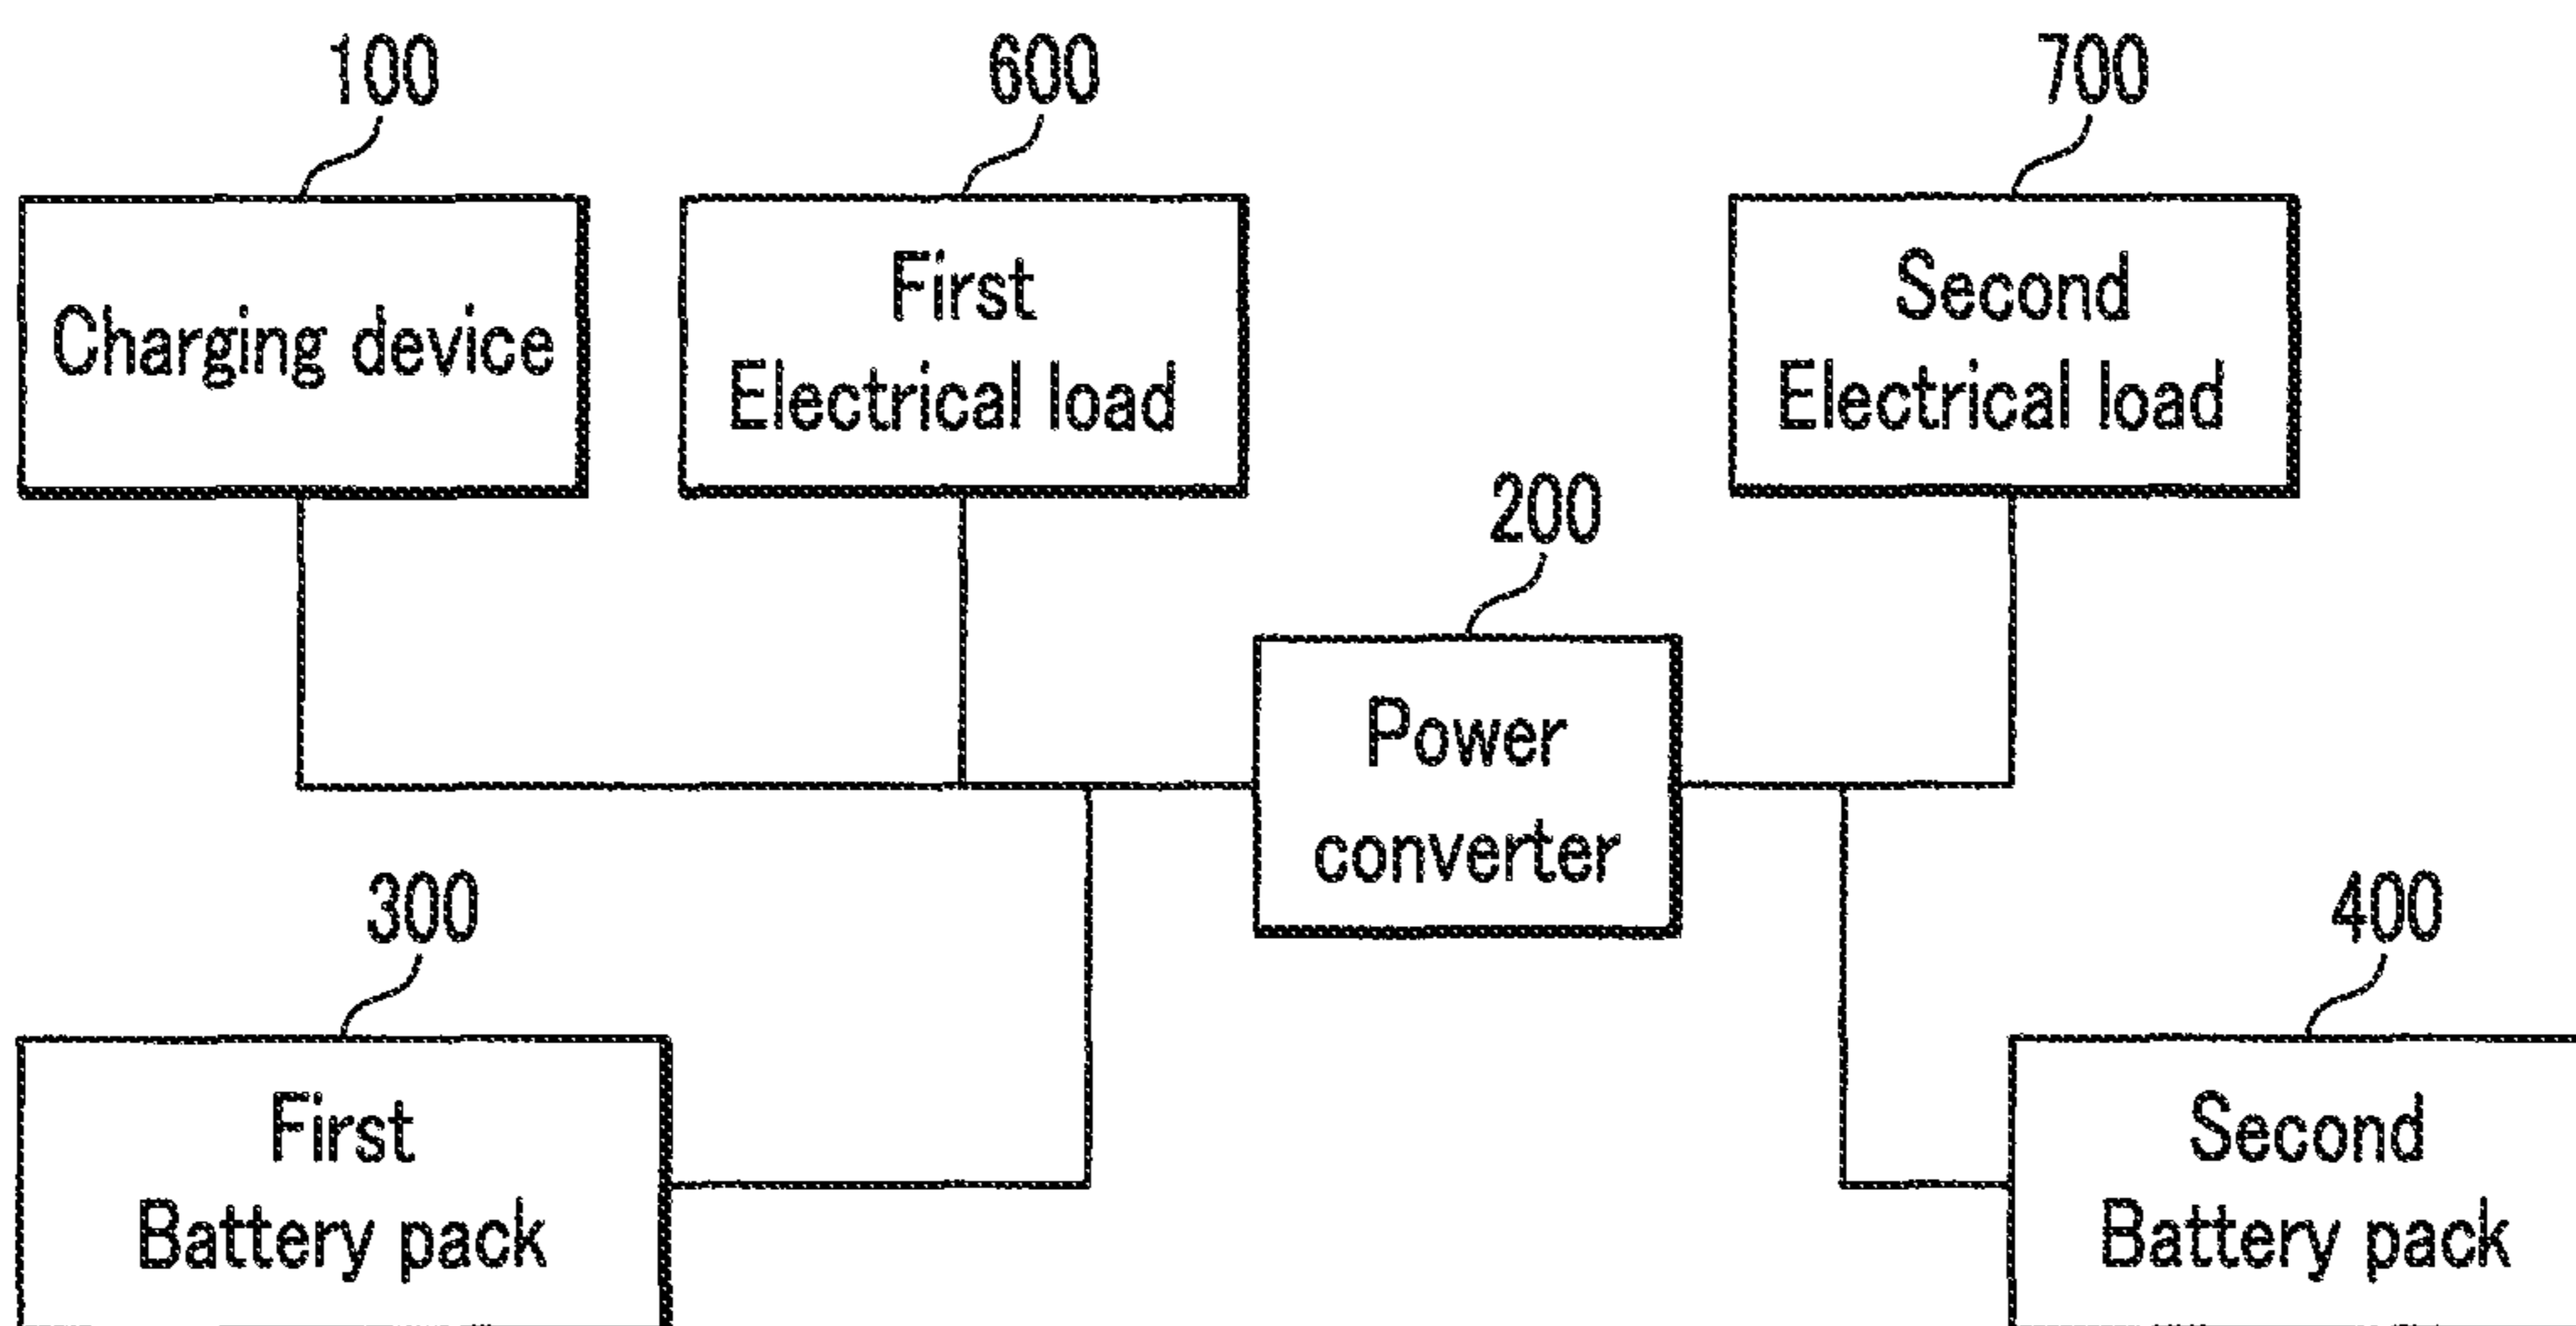 100
600
700
Charging device
First
Electrical load
Second
Electrical load
200
Power
converter
300
400
First
Battery pack
Second
Battery pack